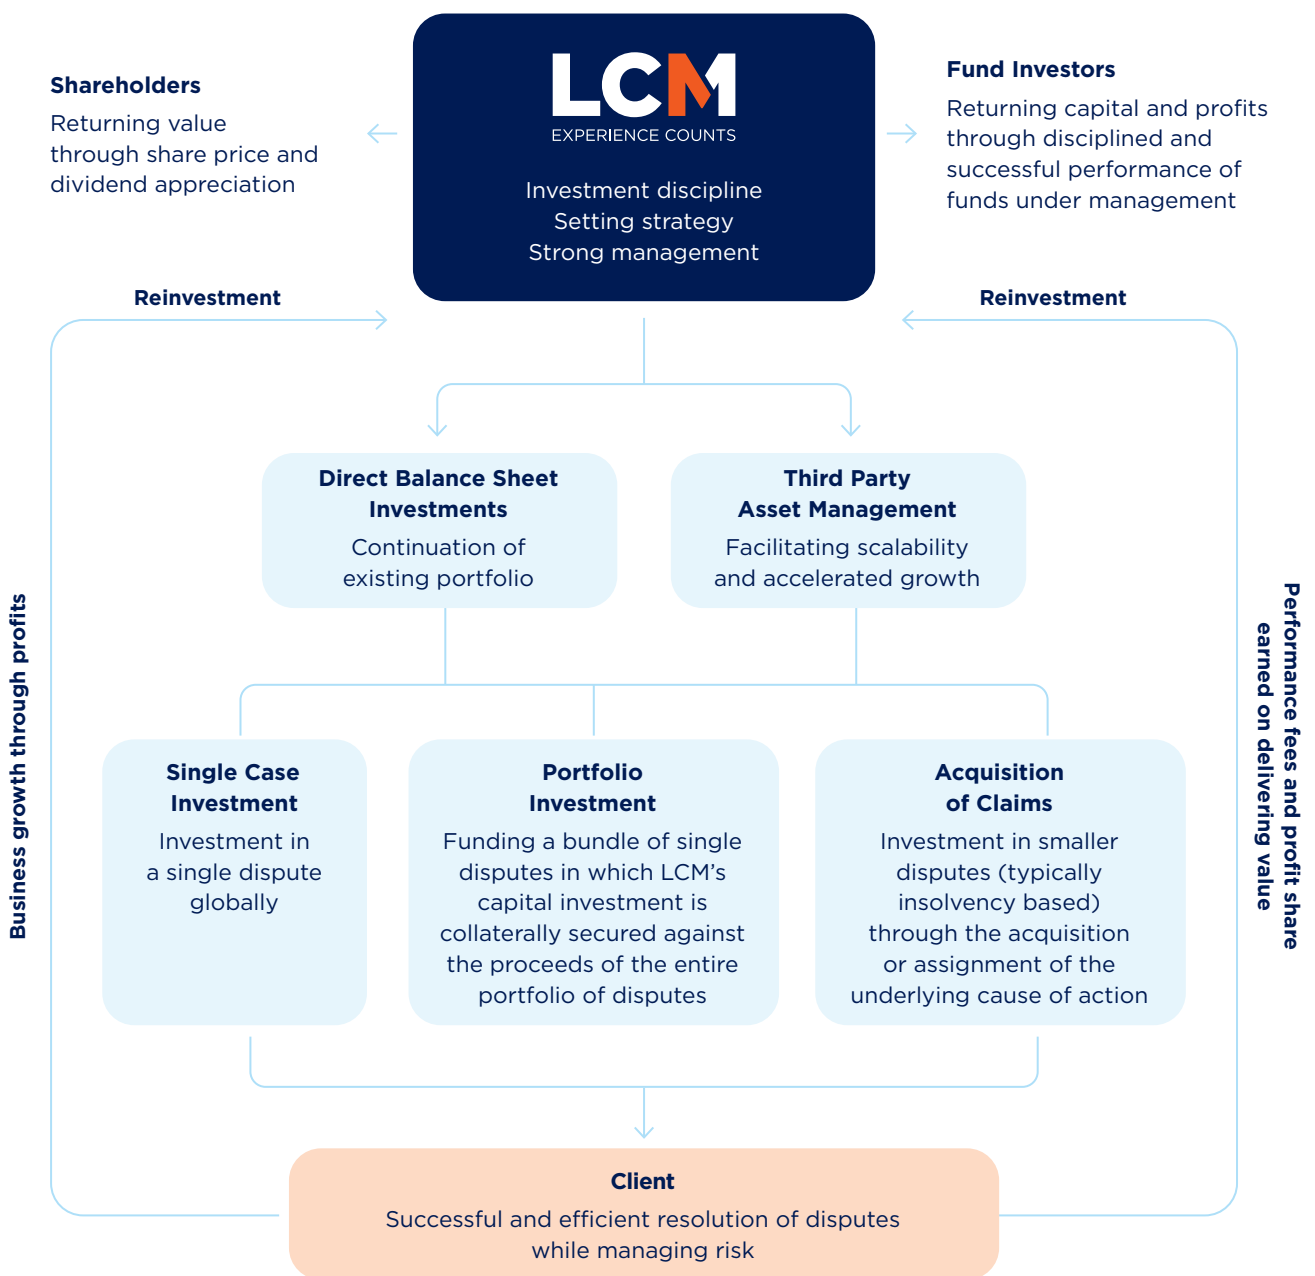 LCM
EXPERIENCE COUNTS
Investment discipline
Setting strategy
Strong management
Shareholders
Returning value
through share price and
dividend appreciation
Fund Investors
Returning capital and profits
through disciplined and
successful performance of
funds under management
Reinvestment
Reinvestment
Direct Balance Sheet
Investments
Continuation of
existing portfolio
Third Party
Asset Management
Facilitating scalability
and accelerated growth
Business growth through profits
Performance fees and profit share
earned on delivering value
Single Case
Investment
Investment in
a single dispute
globally
Portfolio
Investment
Funding a bundle of single
disputes in which LCM’s
capital investment is
collaterally secured against
the proceeds of the entire
portfolio of disputes
Acquisition
of Claims
Investment in smaller
disputes (typically
insolvency based)
through the acquisition
or assignment of the
underlying cause of action
Client
Successful and efficient resolution of disputes
while managing risk